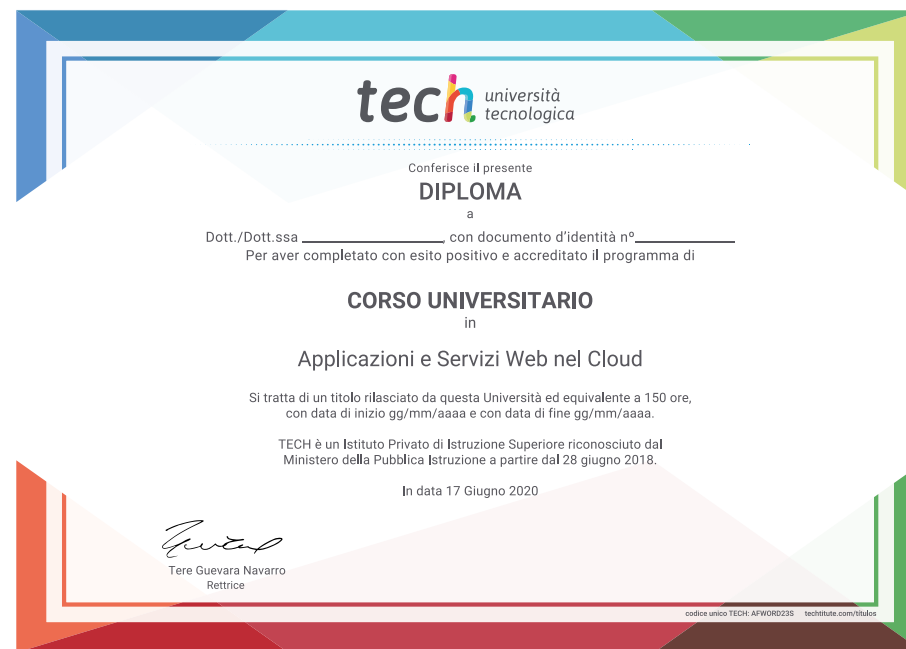 tech università
tecnologica
Conferisce il presente
DIPLOMA
a
Dott./Dott.ssa ____________________, con documento d'identità nº______________
Per aver completato con esito positivo e accreditato il programma di
CORSO UNIVERSITARIO
in
Applicazioni e Servizi Web nel Cloud
Si tratta di un titolo rilasciato da questa Università ed equivalente a 150 ore,
con data di inizio gg/mm/aaaa e con data di fine gg/mm/aaaa.
TECH è un Istituto Privato di Istruzione Superiore riconosciuto dal
Ministero della Pubblica Istruzione a partire dal 28 giugno 2018.
In data 17 Giugno 2020
Tere Guevara Navarro
Rettrice
codice unico TECH: AFWORD23S techtitute.com/titulos